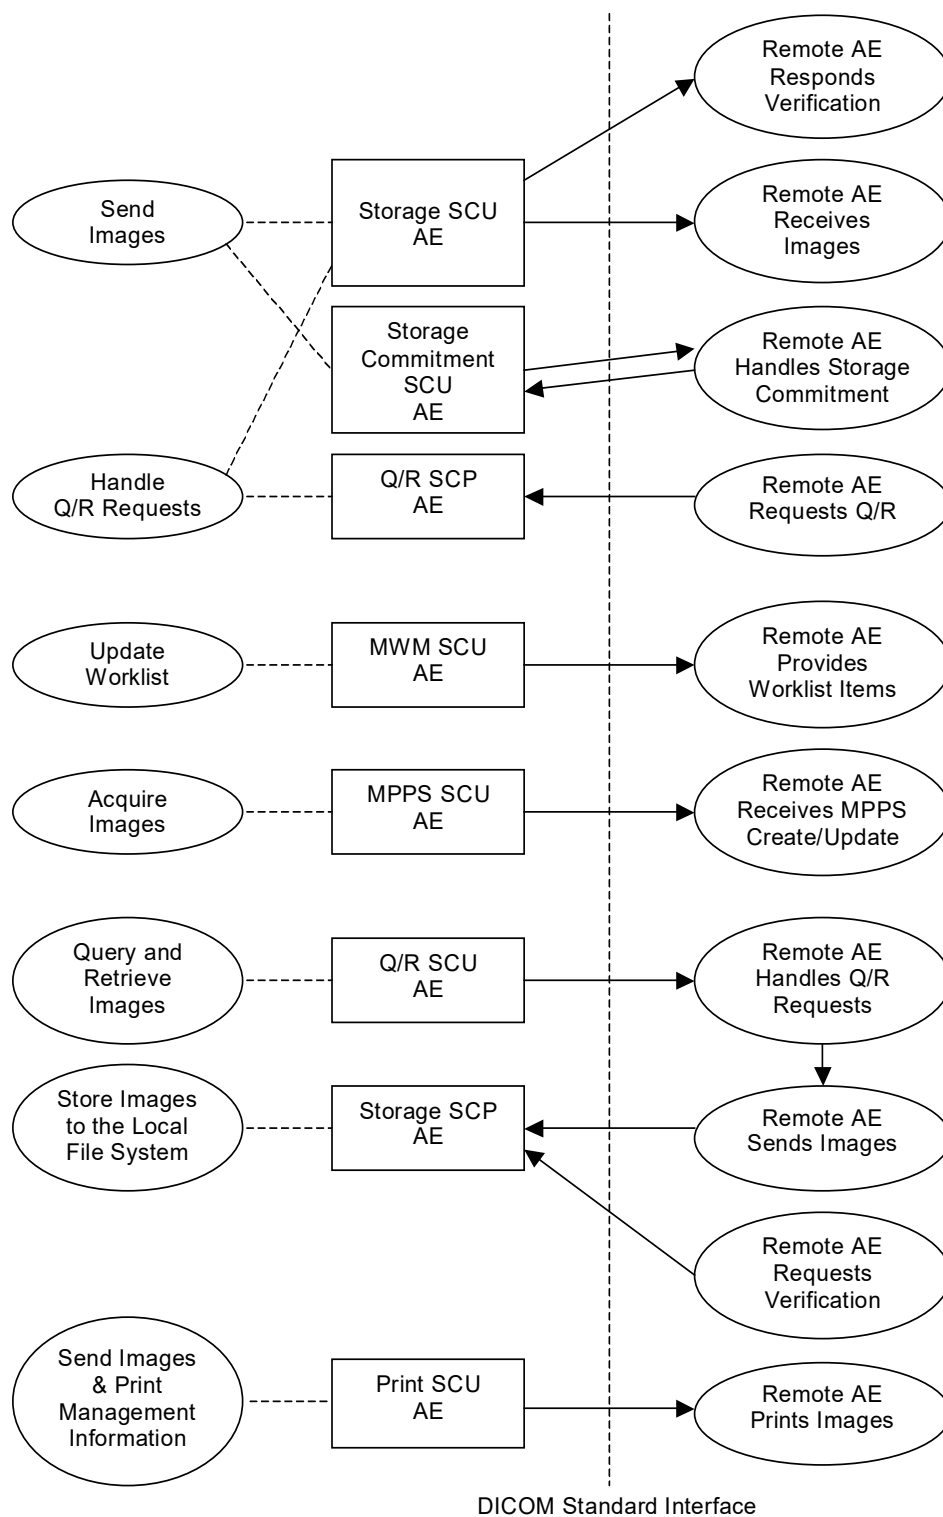 Remote AE
Responds
Verification
Send
Images
Storage SCU
AE
Remote AE
Receives
Images
Storage
Commitment
SCU
AE
Remote AE
Handles Storage
Commitment
Handle
Q/R Requests
Q/R SCP
AE
Remote AE
Requests Q/R
Update
Worklist
MWM SCU
AE
Remote AE
Provides
Worklist Items
Acquire
Images
MPPS SCU
AE
Remote AE
Receives MPPS
Create/Update
Query and
Retrieve
Images
Q/R SCU
AE
Remote AE
Handles Q/R
Requests
Store Images
to the Local
File System
Storage SCP
AE
Remote AE
Sends Images
Remote AE
Requests
Verification
Send Images
& Print
Management
Information
Print SCU
AE
Remote AE
Prints Images
DICOM Standard Interface